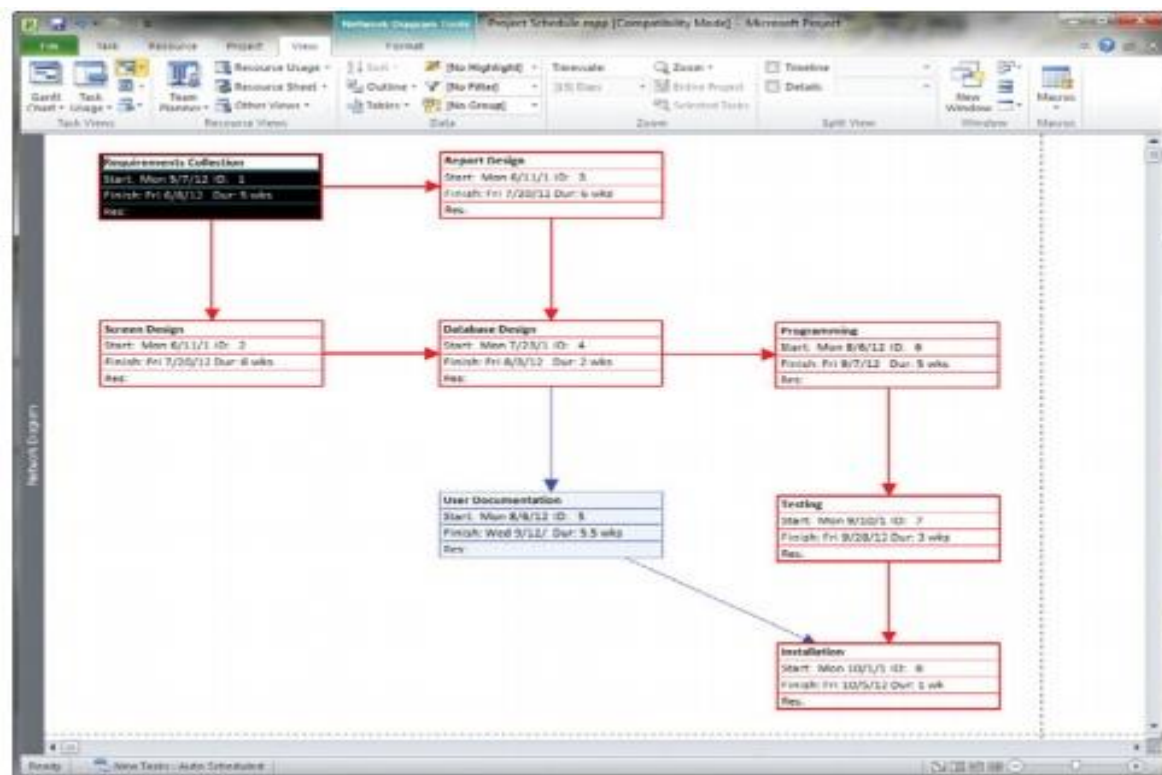 Network Diagram Tools
Project Schedule.mpp [Compatibility Mode] - Microsoft Project
File Task Resource Project View Format
Gantt Chart Task Usage Team Planner
Resource Usage
Resource Sheet
Other Views
Sort
Outline
Tables
[No Highlight]
[No Filter]
[No Group]
Timescale:
Zoom
Entire Project
Selected Tasks
Timeline
Details
New Window
Macros
Task Views Resource Views Data Zoom Split View Window Macros
Requirements Collection
Start: Mon 5/7/12 ID: 1
Finish: Fri 6/8/12 Dur: 5 wks
Res:
Report Design
Start: Mon 6/11/1 ID: 3
Finish: Fri 7/20/12 Dur: 6 wks
Res:
Screen Design
Start: Mon 6/11/1 ID: 2
Finish: Fri 7/20/12 Dur: 6 wks
Res:
Database Design
Start: Mon 7/23/1 ID: 4
Finish: Fri 8/3/12 Dur: 2 wks
Res:
Programming
Start: Mon 8/6/12 ID: 6
Finish: Fri 9/7/12 Dur: 5 wks
Res:
User Documentation
Start: Mon 8/6/12 ID: 5
Finish: Wed 9/12/ Dur: 5.5 wks
Res:
Testing
Start: Mon 9/10/1 ID: 7
Finish: Fri 9/28/12 Dur: 3 wks
Res:
Installation
Start: Mon 10/1/1 ID: 8
Finish: Fri 10/5/12 Dur: 1 wk
Res:
Network Diagram
Ready New Tasks : Auto Scheduled